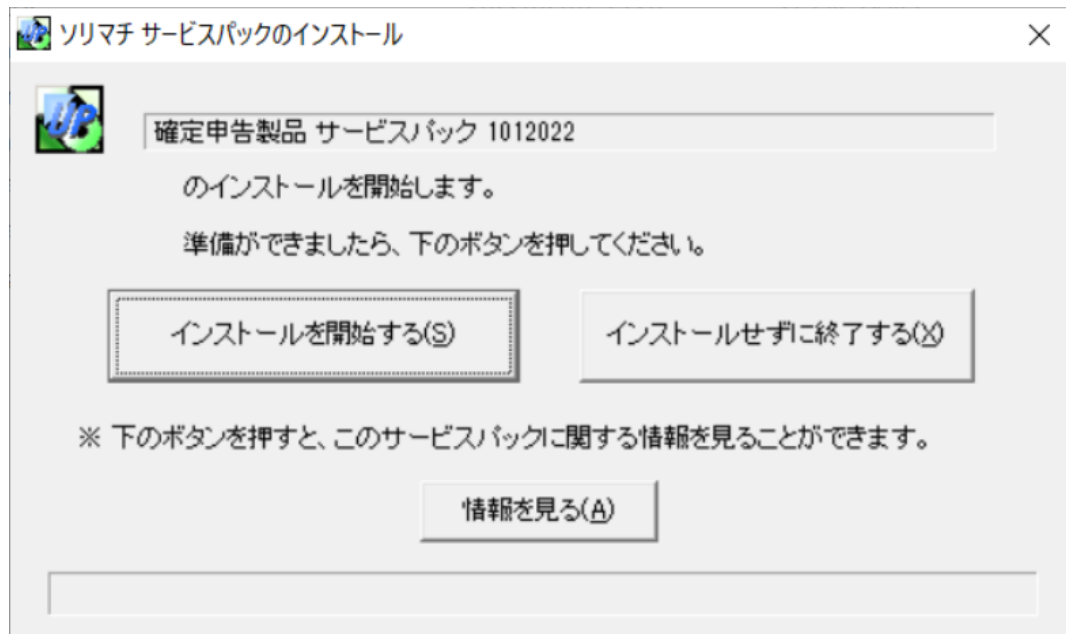 ソリマチ サービスパックのインストール
UP
確定申告製品 サービスパック 1012022
のインストールを開始します。
準備ができましたら、下のボタンを押してください。
インストールを開始する(S)
インストールせずに終了する(X)
※ 下のボタンを押すと、このサービスパックに関する情報を見ることができます。
情報を見る(A)